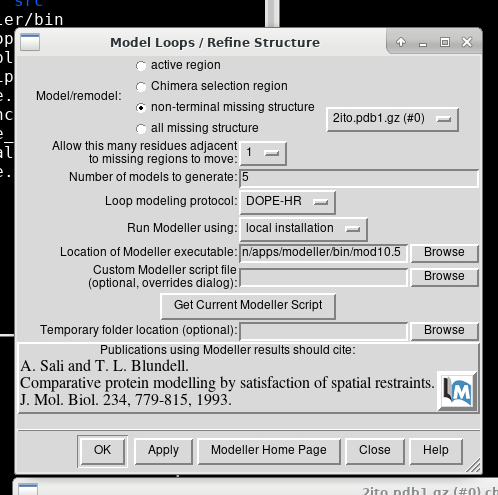 src
ler/bin
Model Loops / Refine Structure
Model/remodel:
active region
Chimera selection region
non-terminal missing structure
all missing structure
2ito.pdb1.gz (#0)
Allow this many residues adjacent
to missing regions to move:
1
Number of models to generate:
5
Loop modeling protocol:
DOPE-HR
Run Modeller using:
local installation
Location of Modeller executable:
n/apps/modeller/bin/mod10.5
Browse
Custom Modeller script file
(optional, overrides dialog):
Browse
Get Current Modeller Script
Temporary folder location (optional):
Browse
Publications using Modeller results should cite:
A. Sali and T. L. Blundell.
Comparative protein modelling by satisfaction of spatial restraints.
J. Mol. Biol. 234, 779-815, 1993.
M
OK
Apply
Modeller Home Page
Close
Help
2ito.pdb1.gz (#0) ch